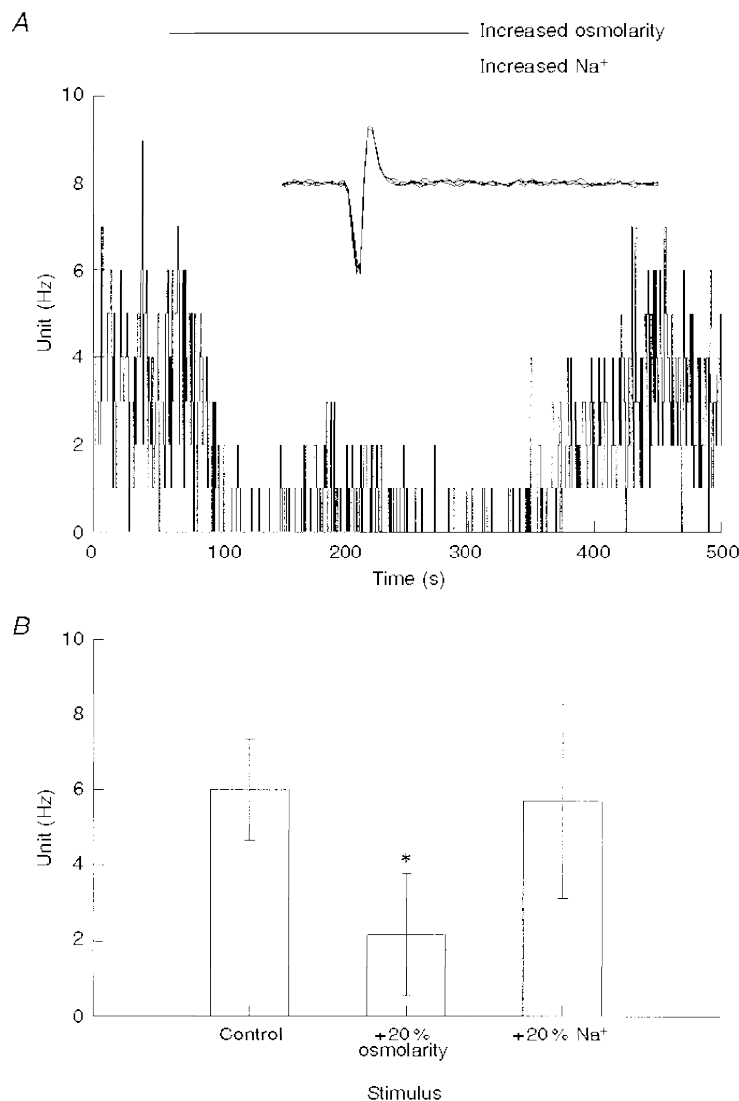 A
Increased osmolarity
Increased Na⁺
10
8
6
4
2
0
Unit (Hz)
0 100 200 300 400 500
Time (s)
B
10
8
6
4
2
0
Unit (Hz)
*
Control +20% osmolarity +20% Na⁺
Stimulus